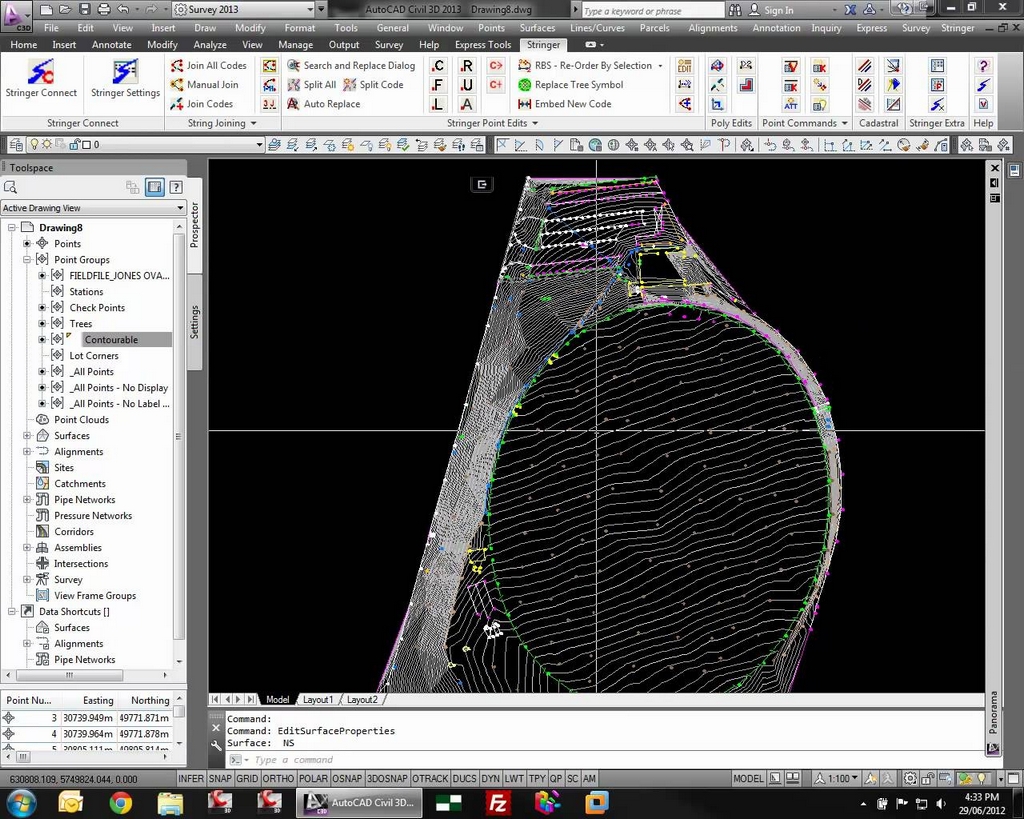 C3D
Survey 2013
AutoCAD Civil 3D 2013 Drawing8.dwg
Type a keyword or phrase
Sign In
File Edit View Insert Draw Modify General Tools Text Format Window Points Surfaces Lines/Curves Parcels Alignments Annotation Inquiry Express Survey Stringer
Home Insert Annotate Modify Analyze View Manage Output Survey Help Express Tools Stringer
Stringer Connect
Stringer Settings
Join All Codes
Manual Join
Join Codes
Search and Replace Dialog
Split All Split Code
Auto Replace
.C .R C>
.F .U C+
.L .A
RBS - Re-Order By Selection
Replace Tree Symbol
Embed New Code
EDIT
ATT
Stringer Connect String Joining Stringer Point Edits Poly Edits Point Commands Cadastral Stringer Extra Help
0
Toolspace
Active Drawing View
Prospector
Settings
Drawing8
Points
Point Groups
FIELDFILE_JONES OVA...
Stations
Check Points
Trees
Contourable
Lot Corners
_All Points
_All Points - No Display
_All Points - No Label ...
Point Clouds
Surfaces
Alignments
Sites
Catchments
Pipe Networks
Pressure Networks
Corridors
Assemblies
Intersections
Survey
View Frame Groups
Data Shortcuts []
Surfaces
Alignments
Pipe Networks
Point Nu... Easting Northing
3 30739.949m 49771.871m
4 30739.964m 49771.878m
5 30805.111m 49805.814m
Model Layout1 Layout2
Command:
Command: EditSurfaceProperties
Surface: NS
Type a command
Panorama
630808.109, 5749824.044, 0.000
INFER SNAP GRID ORTHO POLAR OSNAP 3DOSNAP OTRACK DUCS DYN LWT TPY QP SC AM
MODEL
1:100
AutoCAD Civil 3D...
Fz
4:33 PM
29/06/2012